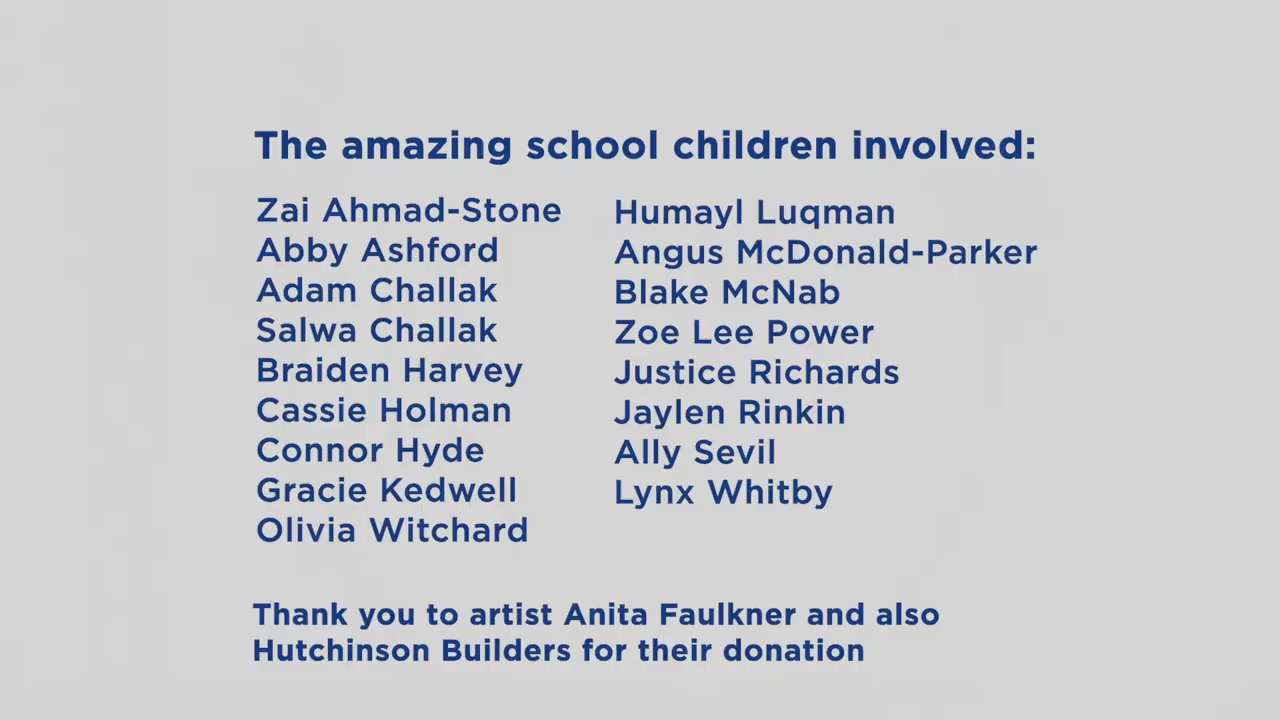 The amazing school children involved:
Zai Ahmad-Stone
Abby Ashford
Adam Challak
Salwa Challak
Braiden Harvey
Cassie Holman
Connor Hyde
Gracie Kedwell
Olivia Witchard
Humayl Luqman
Angus McDonald-Parker
Blake McNab
Zoe Lee Power
Justice Richards
Jaylen Rinkin
Ally Sevil
Lynx Whitby
Thank you to artist Anita Faulkner and also
Hutchinson Builders for their donation